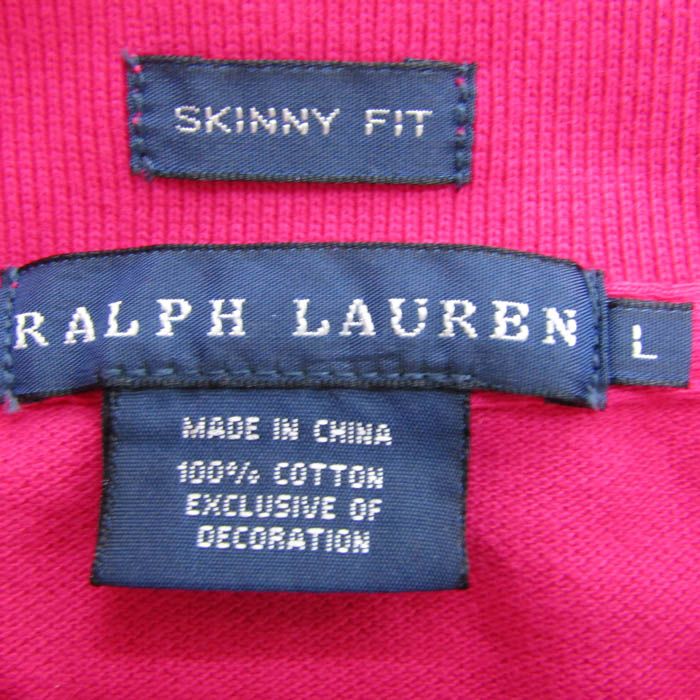 SKINNY FIT
RALPH LAUREN
L
MADE IN CHINA
100% COTTON
EXCLUSIVE OF
DECORATION